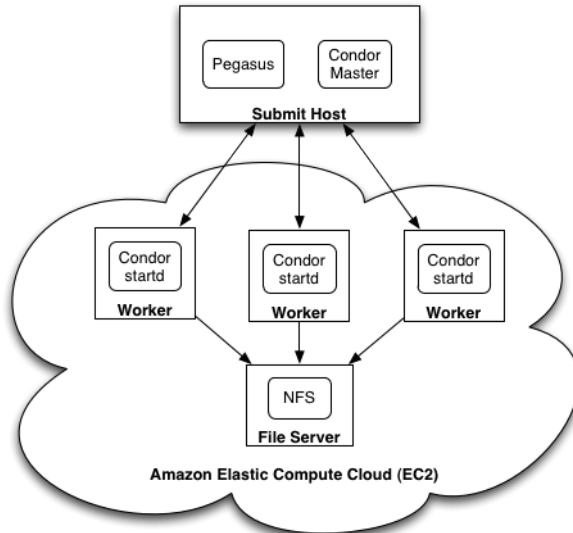 Pegasus
Condor
Master
Submit Host
Condor
startd
Worker
Condor
startd
Worker
Condor
startd
Worker
NFS
File Server
Amazon Elastic Compute Cloud (EC2)